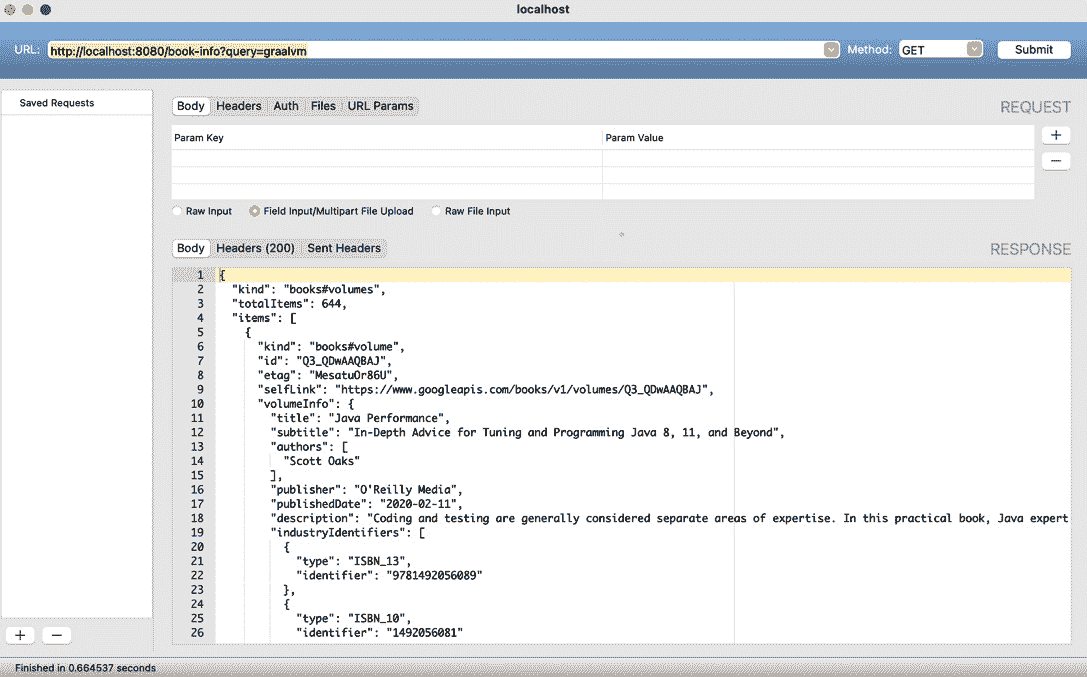 localhost
URL: http://localhost:8080/book-info?query=graalvm Method: GET Submit
Saved Requests
Body Headers Auth Files URL Params REQUEST
Param Key Param Value
Raw Input Field Input/Multipart File Upload Raw File Input
Body Headers (200) Sent Headers RESPONSE
1 {
2 "kind": "books#volumes",
3 "totalItems": 644,
4 "items": [
5 {
6 "kind": "books#volume",
7 "id": "Q3_QDwAAQBAJ",
8 "etag": "MesatuOr86U",
9 "selfLink": "https://www.googleapis.com/books/v1/volumes/Q3_QDwAAQBAJ",
10 "volumeInfo": {
11 "title": "Java Performance",
12 "subtitle": "In-Depth Advice for Tuning and Programming Java 8, 11, and Beyond",
13 "authors": [
14 "Scott Oaks"
15 ],
16 "publisher": "O'Reilly Media",
17 "publishedDate": "2020-02-11",
18 "description": "Coding and testing are generally considered separate areas of expertise. In this practical book, Java expert
19 "industryIdentifiers": [
20 {
21 "type": "ISBN_13",
22 "identifier": "9781492056089"
23 },
24 {
25 "type": "ISBN_10",
26 "identifier": "1492056081"
Finished in 0.664537 seconds